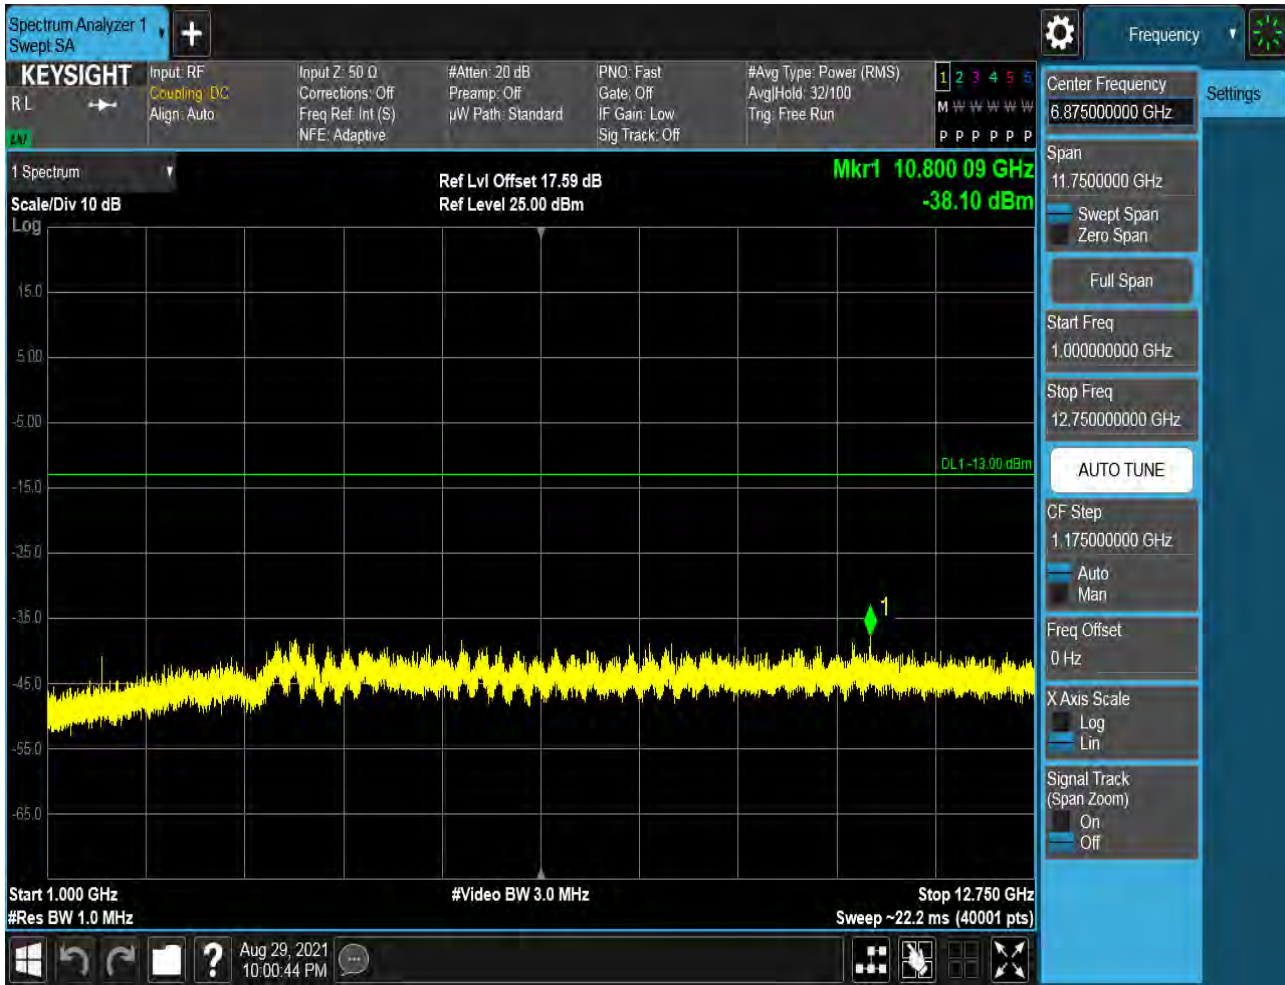 Spectrum Analyzer 1
Swept SA
Frequency
KEYSIGHT
R L
Input: RF
Coupling: DC
Align: Auto
Input Z: 50 Ω
Corrections: Off
Freq Ref: Int (S)
NFE: Adaptive
#Atten: 20 dB
Preamp: Off
µW Path: Standard
PNO: Fast
Gate: Off
IF Gain: Low
Sig Track: Off
#Avg Type: Power (RMS)
Avg|Hold: 32/100
Trig: Free Run
1 2 3 4 5 6
M W W W W W
P P P P P P
1 Spectrum
Scale/Div 10 dB
Log
Ref Lvl Offset 17.59 dB
Ref Level 25.00 dBm
Mkr1 10.800 09 GHz
-38.10 dBm
15.0
5.00
-5.00
DL1 -13.00 dBm
-15.0
-25.0
-35.0
1
-45.0
-55.0
-65.0
Start 1.000 GHz
#Res BW 1.0 MHz
#Video BW 3.0 MHz
Stop 12.750 GHz
Sweep ~22.2 ms (40001 pts)
Center Frequency
6.875000000 GHz
Settings
Span
11.7500000 GHz
Swept Span
Zero Span
Full Span
Start Freq
1.000000000 GHz
Stop Freq
12.750000000 GHz
AUTO TUNE
CF Step
1.175000000 GHz
Auto
Man
Freq Offset
0 Hz
X Axis Scale
Log
Lin
Signal Track
(Span Zoom)
On
Off
?
Aug 29, 2021
10:00:44 PM